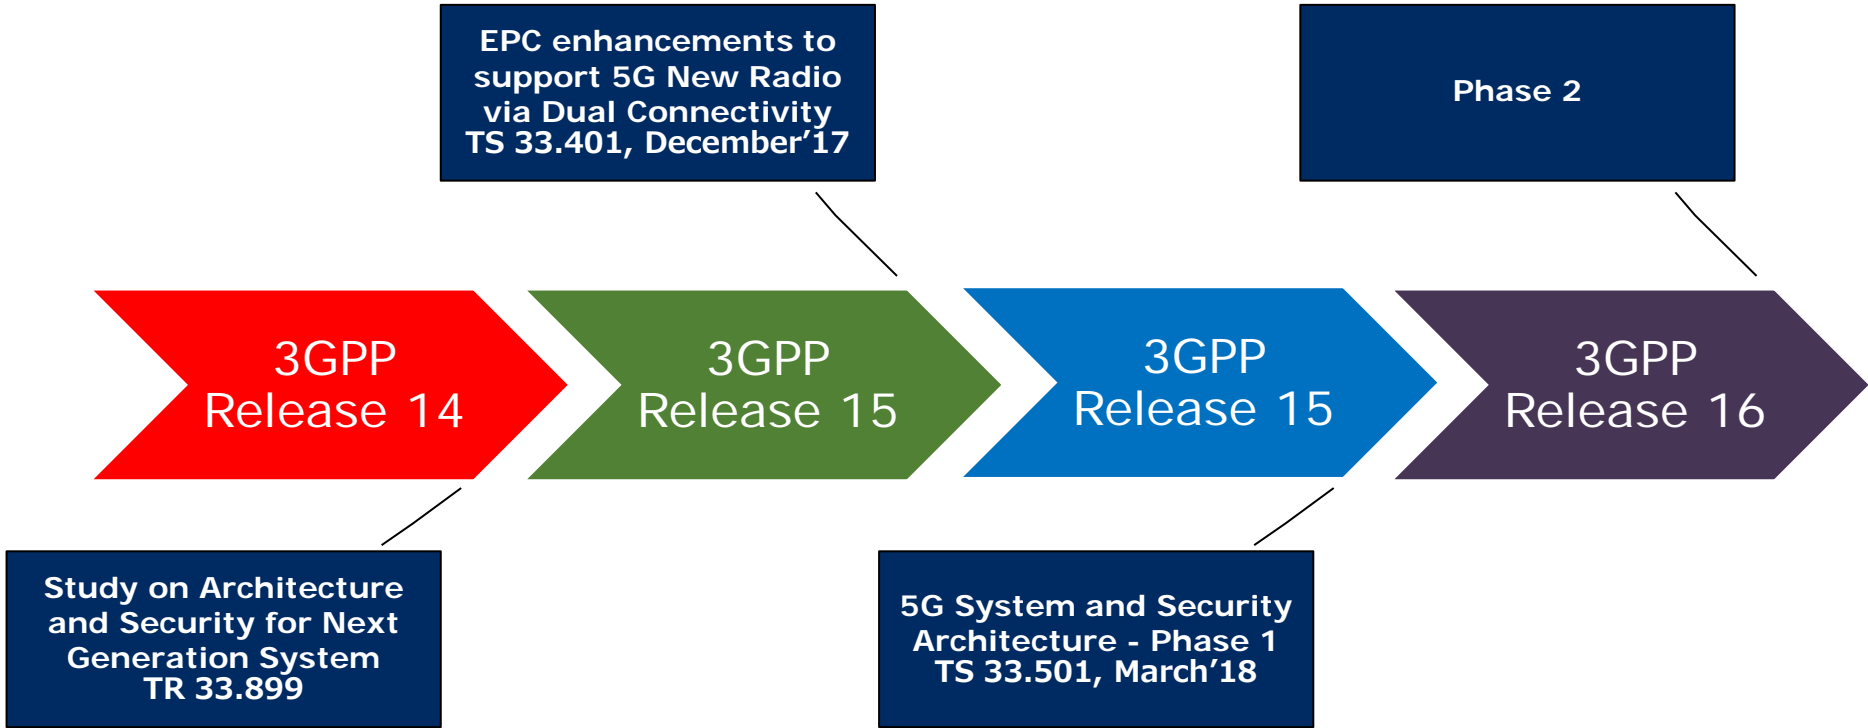 EPC enhancements to
support 5G New Radio
via Dual Connectivity
TS 33.401, December’17
Phase 2
3GPP
Release 14
3GPP
Release 15
3GPP
Release 15
3GPP
Release 16
Study on Architecture
and Security for Next
Generation System
TR 33.899
5G System and Security
Architecture - Phase 1
TS 33.501, March’18